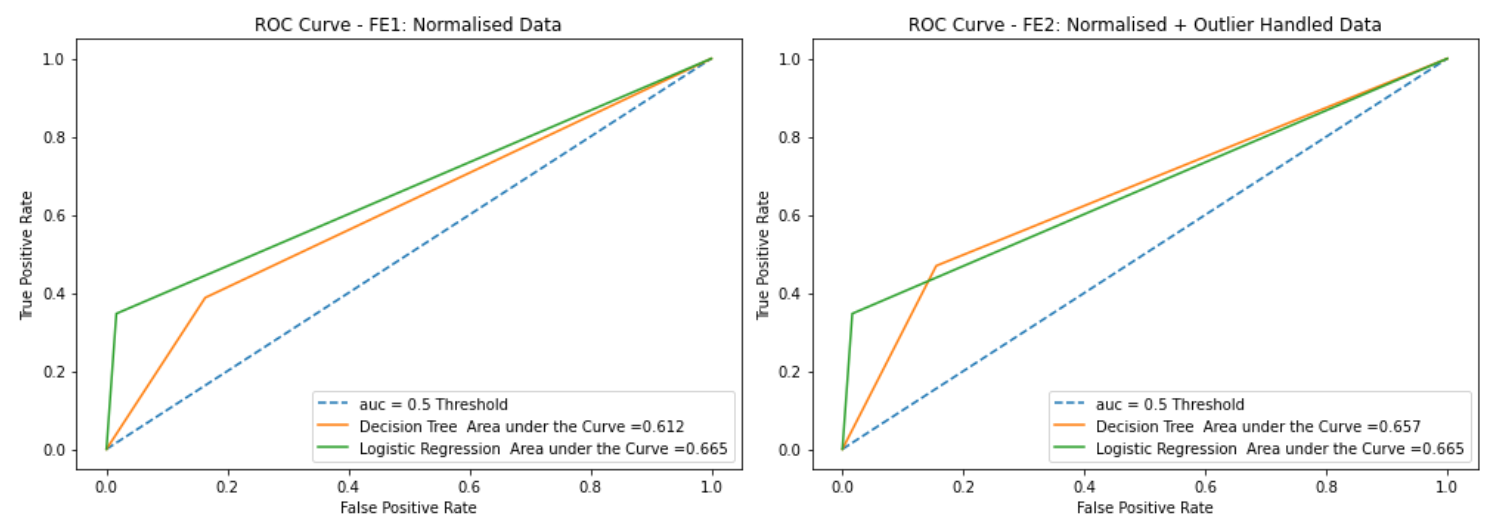 ROC Curve - FE1: Normalised Data
True Positive Rate
1.0
0.8
0.6
0.4
0.2
0.0
auc = 0.5 Threshold
Decision Tree  Area under the Curve =0.612
Logistic Regression  Area under the Curve =0.665
0.0 0.2 0.4 0.6 0.8 1.0
False Positive Rate
ROC Curve - FE2: Normalised + Outlier Handled Data
True Positive Rate
1.0
0.8
0.6
0.4
0.2
0.0
auc = 0.5 Threshold
Decision Tree  Area under the Curve =0.657
Logistic Regression  Area under the Curve =0.665
0.0 0.2 0.4 0.6 0.8 1.0
False Positive Rate